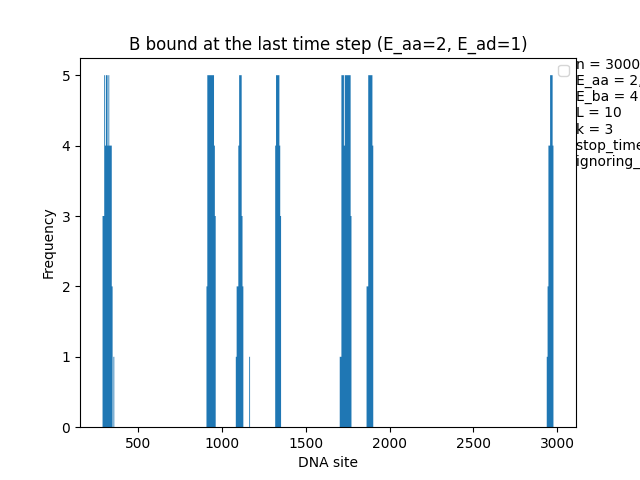 B bound at the last time step (E_aa=2, E_ad=1)
n = 3000
E_aa = 2,
E_ba = 4
L = 10
k = 3
stop_time
ignoring_
5
4
3
2
1
0
Frequency
500
1000
1500
2000
2500
3000
DNA site